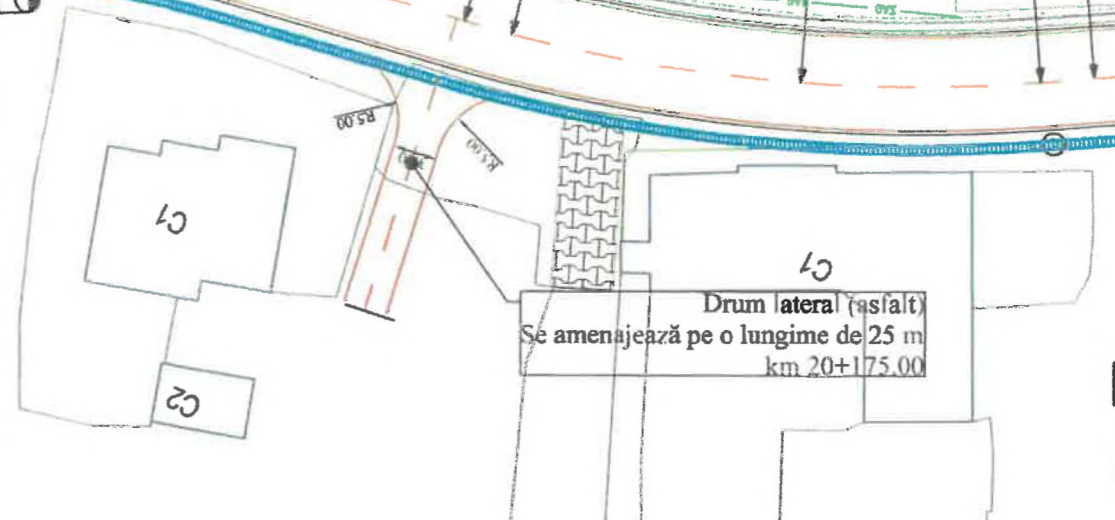 R5.00
R5.00
C1
C1
Drum lateral (asfalt)
Se amenajează pe o lungime de 25 m
km 20+175.00
C2